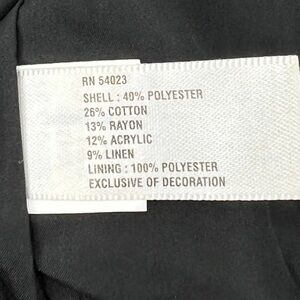 RN 54023
SHELL : 40% POLYESTER
26% COTTON
13% RAYON
12% ACRYLIC
9% LINEN
LINING : 100% POLYESTER
EXCLUSIVE OF DECORATION